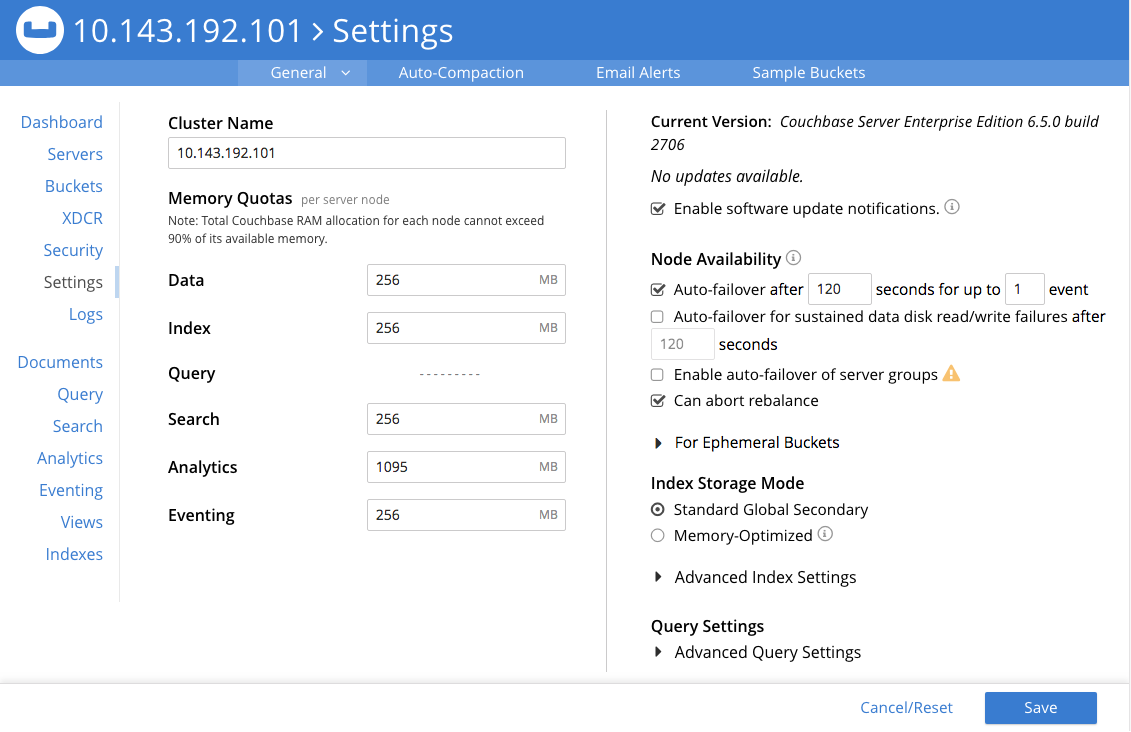 10.143.192.101 > Settings
General
Auto-Compaction
Email Alerts
Sample Buckets
Dashboard
Servers
Buckets
XDCR
Security
Settings
Logs
Documents
Query
Search
Analytics
Eventing
Views
Indexes
Cluster Name
10.143.192.101
Memory Quotas per server node
Note: Total Couchbase RAM allocation for each node cannot exceed
90% of its available memory.
Data 256 MB
Index 256 MB
Query ---------
Search 256 MB
Analytics 1095 MB
Eventing 256 MB
Current Version: Couchbase Server Enterprise Edition 6.5.0 build
2706
No updates available.
Enable software update notifications.
Node Availability
Auto-failover after 120 seconds for up to 1 event
Auto-failover for sustained data disk read/write failures after
120 seconds
Enable auto-failover of server groups
Can abort rebalance
For Ephemeral Buckets
Index Storage Mode
Standard Global Secondary
Memory-Optimized
Advanced Index Settings
Query Settings
Advanced Query Settings
Cancel/Reset
Save